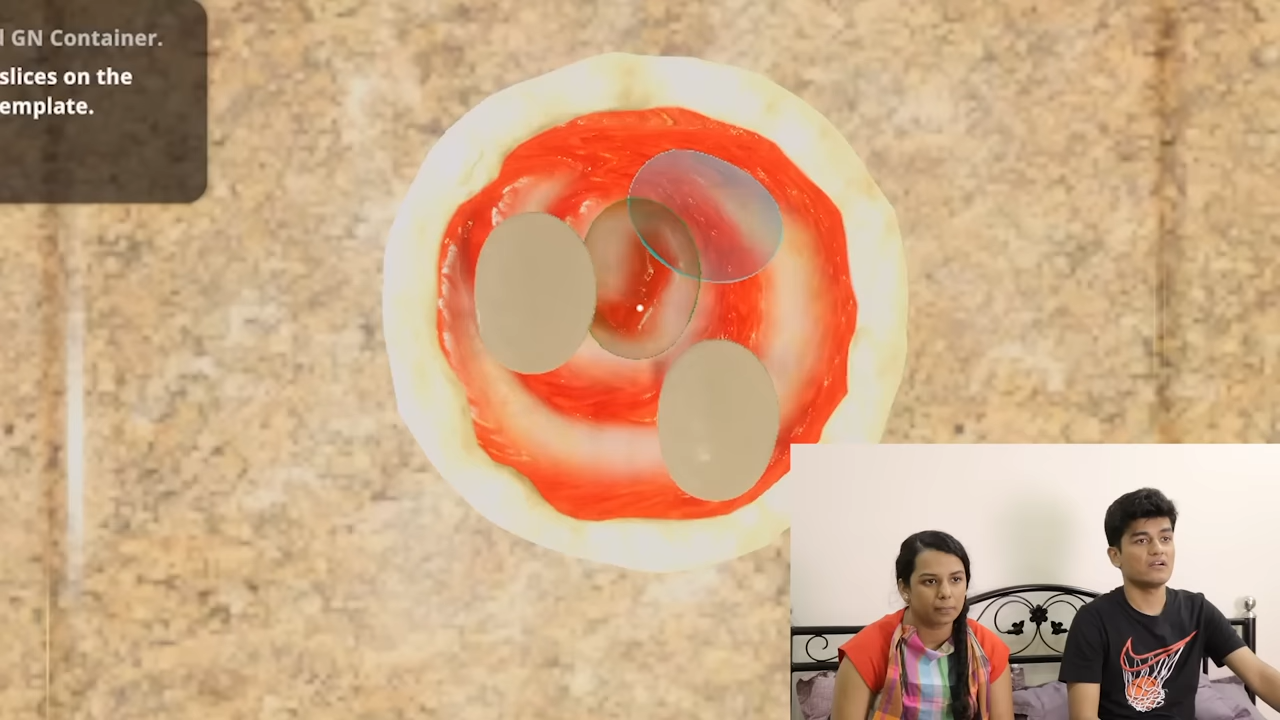 GN Container.
slices on the
emplate.